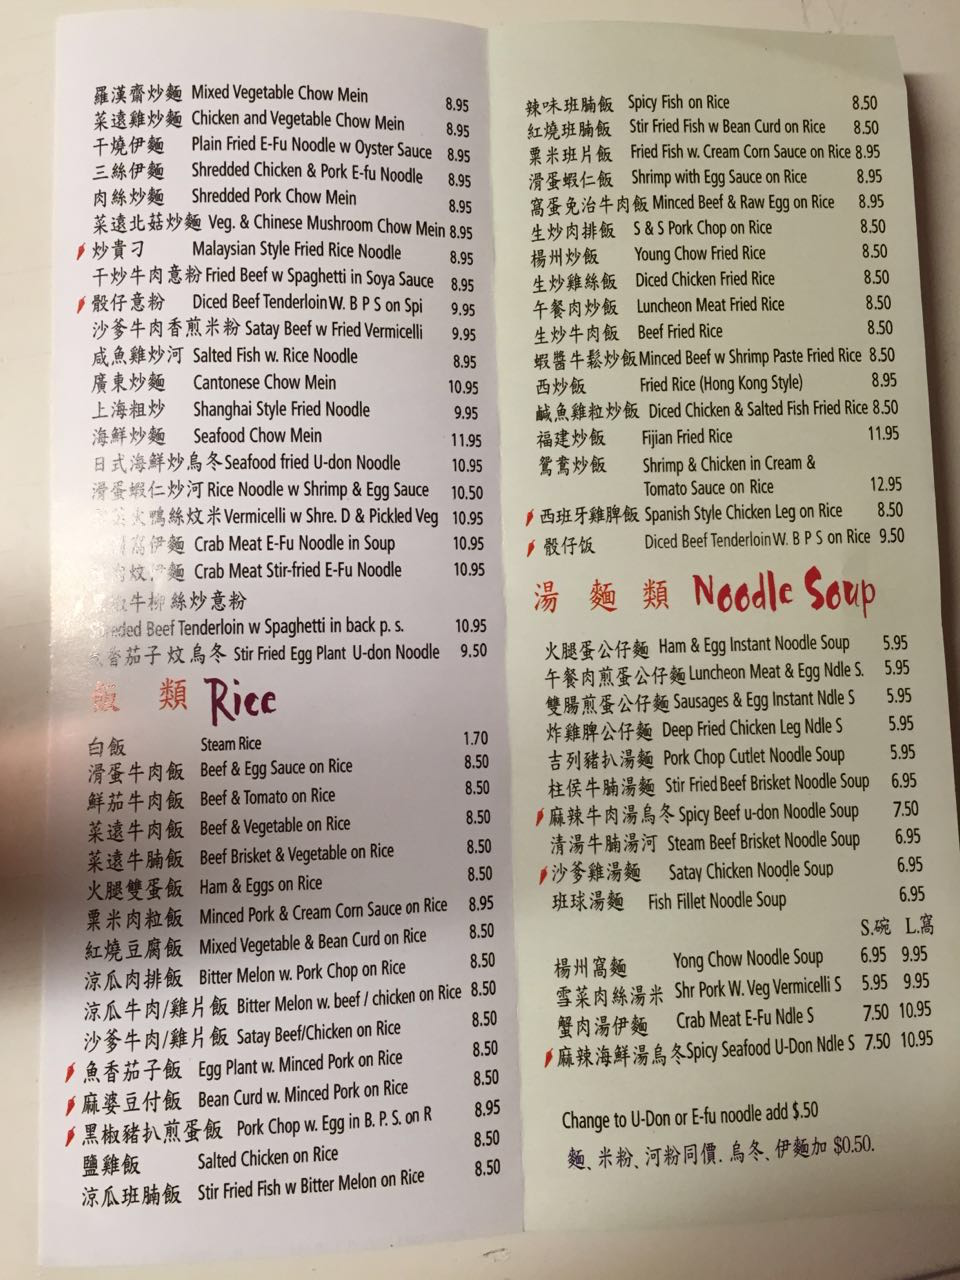 羅漢齋炒麵 Mixed Vegetable Chow Mein 8.95
菜遠雞炒麵 Chicken and Vegetable Chow Mein 8.95
干燒伊麵 Plain Fried E-Fu Noodle w Oyster Sauce 8.95
三絲伊麵 Shredded Chicken & Pork E-fu Noodle 8.95
肉絲炒麵 Shredded Pork Chow Mein 8.95
菜遠北菇炒麵 Veg. & Chinese Mushroom Chow Mein 8.95
炒貴刁 Malaysian Style Fried Rice Noodle 8.95
干炒牛肉意粉 Fried Beef w Spaghetti in Soya Sauce 8.95
骰仔意粉 Diced Beef Tenderloin W. B P S on Spi 9.95
沙爹牛肉香煎米粉 Satay Beef w Fried Vermicelli 9.95
咸魚雞炒河 Salted Fish w. Rice Noodle 8.95
廣東炒麵 Cantonese Chow Mein 10.95
上海粗炒 Shanghai Style Fried Noodle 9.95
海鮮炒麵 Seafood Chow Mein 11.95
日式海鮮炒烏冬 Seafood fried U-don Noodle 10.95
滑蛋蝦仁炒河 Rice Noodle w Shrimp & Egg Sauce 10.50
火鴨絲炆米 Vermicelli w Shre. D & Pickled Veg 10.95
窩伊麵 Crab Meat E-Fu Noodle in Soup 10.95
炆伊麵 Crab Meat Stir-fried E-Fu Noodle 10.95
椒牛柳絲炒意粉
Beef Tenderloin w Spaghetti in back p. s. 10.95
魚香茄子炆烏冬 Stir Fried Egg Plant U-don Noodle 9.50
飯 類 Rice
白飯 Steam Rice 1.70
滑蛋牛肉飯 Beef & Egg Sauce on Rice 8.50
鮮茄牛肉飯 Beef & Tomato on Rice 8.50
菜遠牛肉飯 Beef & Vegetable on Rice 8.50
菜遠牛腩飯 Beef Brisket & Vegetable on Rice 8.50
火腿雙蛋飯 Ham & Eggs on Rice 8.50
粟米肉粒飯 Minced Pork & Cream Corn Sauce on Rice 8.95
紅燒豆腐飯 Mixed Vegetable & Bean Curd on Rice 8.50
涼瓜肉排飯 Bitter Melon w. Pork Chop on Rice 8.50
涼瓜牛肉/雞片飯 Bitter Melon w. beef / chicken on Rice 8.50
沙爹牛肉/雞片飯 Satay Beef/Chicken on Rice 8.50
魚香茄子飯 Egg Plant w. Minced Pork on Rice 8.50
麻婆豆付飯 Bean Curd w. Minced Pork on Rice 8.50
黑椒豬扒煎蛋飯 Pork Chop w. Egg in B. P. S. on R 8.95
鹽雞飯 Salted Chicken on Rice 8.50
涼瓜班腩飯 Stir Fried Fish w Bitter Melon on Rice 8.50
辣味班腩飯 Spicy Fish on Rice 8.50
紅燒班腩飯 Stir Fried Fish w Bean Curd on Rice 8.50
粟米班片飯 Fried Fish w. Cream Corn Sauce on Rice 8.95
滑蛋蝦仁飯 Shrimp with Egg Sauce on Rice 8.95
窩蛋免治牛肉飯 Minced Beef & Raw Egg on Rice 8.95
生炒肉排飯 S & S Pork Chop on Rice 8.50
楊州炒飯 Young Chow Fried Rice 8.50
生炒雞絲飯 Diced Chicken Fried Rice 8.50
午餐肉炒飯 Luncheon Meat Fried Rice 8.50
生炒牛肉飯 Beef Fried Rice 8.50
蝦醬牛鬆炒飯 Minced Beef w Shrimp Paste Fried Rice 8.50
西炒飯 Fried Rice (Hong Kong Style) 8.95
鹹魚雞粒炒飯 Diced Chicken & Salted Fish Fried Rice 8.50
福建炒飯 Fijian Fried Rice 11.95
鴛鴦炒飯 Shrimp & Chicken in Cream &
Tomato Sauce on Rice 12.95
西班牙雞脾飯 Spanish Style Chicken Leg on Rice 8.50
骰仔饭 Diced Beef Tenderloin W. B P S on Rice 9.50
湯 麵 類 Noodle Soup
火腿蛋公仔麵 Ham & Egg Instant Noodle Soup 5.95
午餐肉煎蛋公仔麵 Luncheon Meat & Egg Ndle S. 5.95
雙腸煎蛋公仔麵 Sausages & Egg Instant Ndle S 5.95
炸雞脾公仔麵 Deep Fried Chicken Leg Ndle S 5.95
吉列豬扒湯麵 Pork Chop Cutlet Noodle Soup 5.95
柱侯牛腩湯麵 Stir Fried Beef Brisket Noodle Soup 6.95
麻辣牛肉湯烏冬 Spicy Beef u-don Noodle Soup 7.50
清湯牛腩湯河 Steam Beef Brisket Noodle Soup 6.95
沙爹雞湯麵 Satay Chicken Noodle Soup 6.95
班球湯麵 Fish Fillet Noodle Soup 6.95
S.碗 L.窩
楊州窩麵 Yong Chow Noodle Soup 6.95 9.95
雪菜肉絲湯米 Shr Pork W. Veg Vermicelli S 5.95 9.95
蟹肉湯伊麵 Crab Meat E-Fu Ndle S 7.50 10.95
麻辣海鮮湯烏冬 Spicy Seafood U-Don Ndle S 7.50 10.95
Change to U-Don or E-fu noodle add $.50
麵、米粉、河粉同價. 烏冬、伊麵加 $0.50.